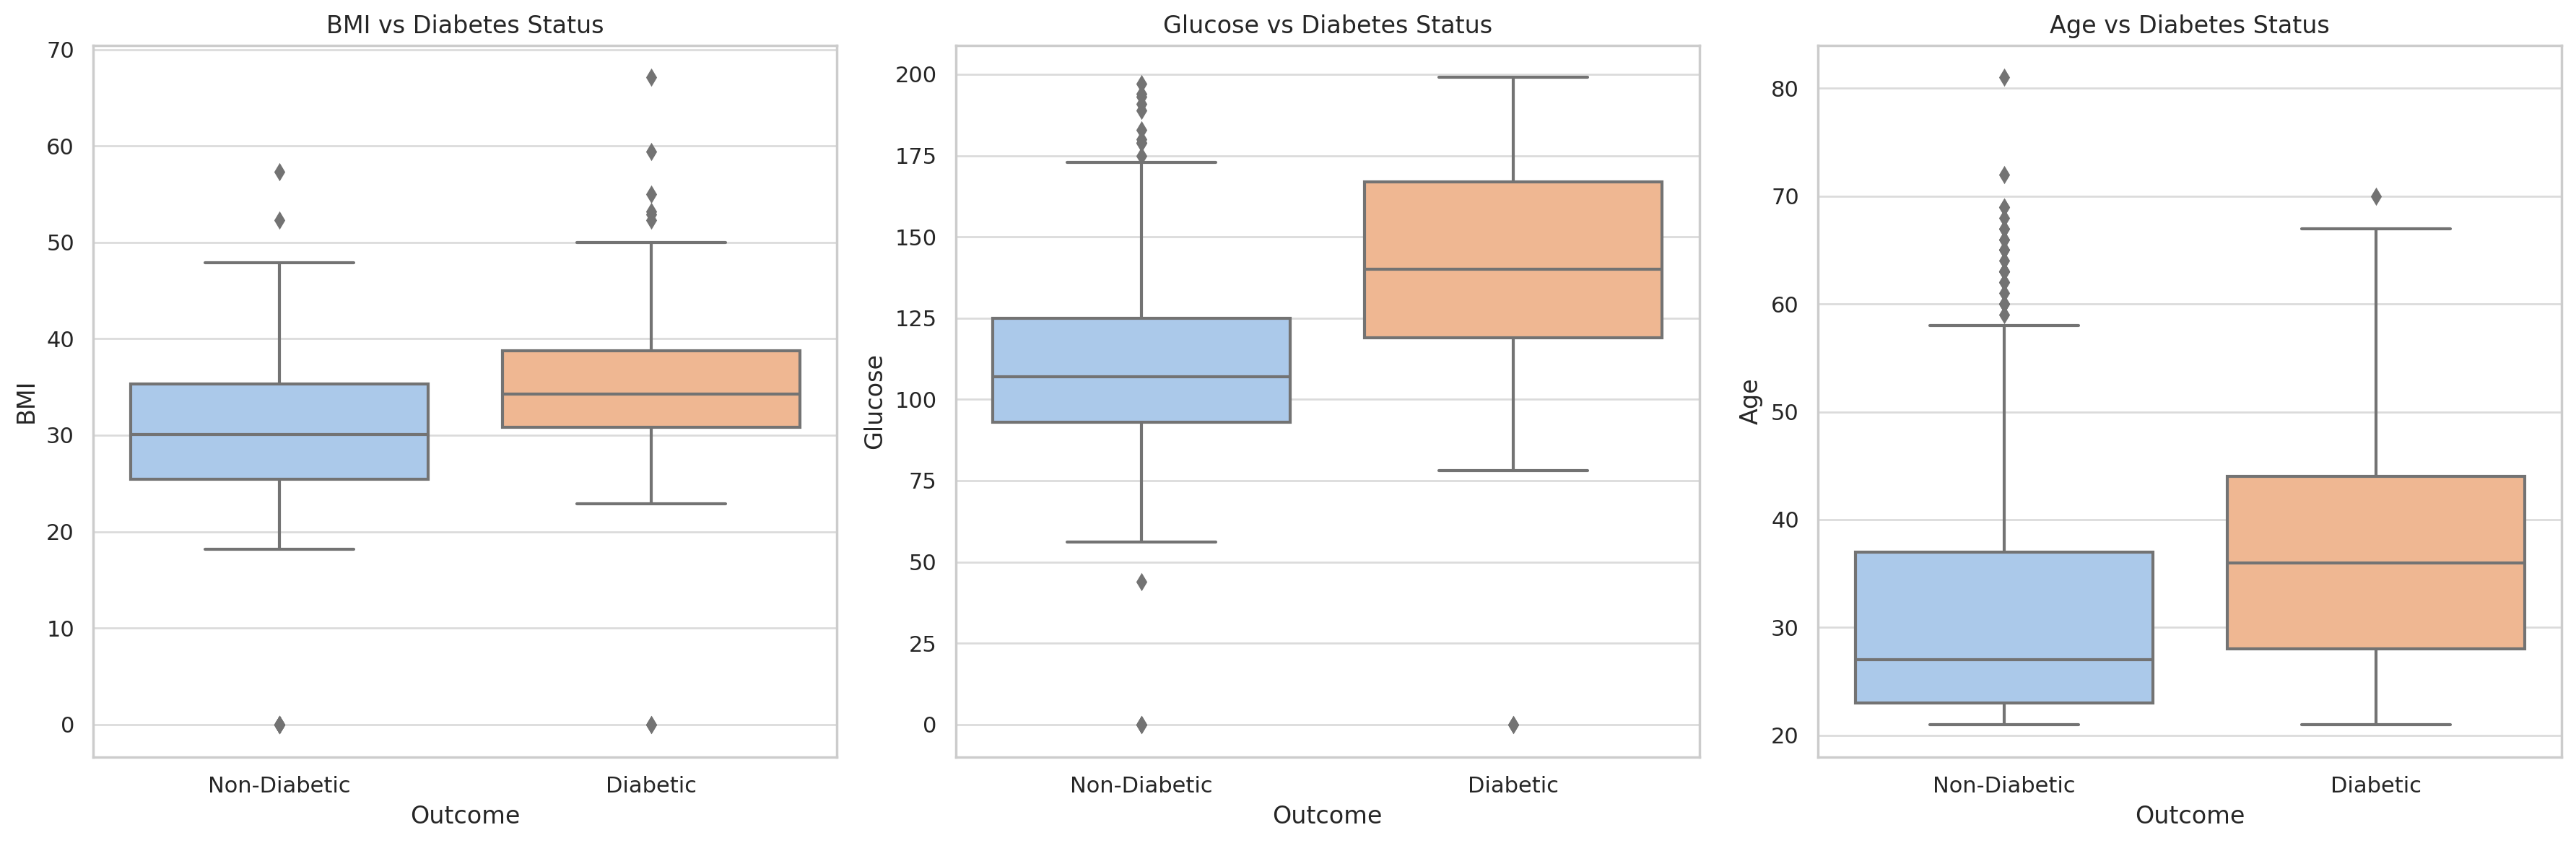 BMI vs Diabetes Status
70
60
50
40
30
20
10
0
BMI
Non-Diabetic Diabetic
Outcome
Glucose vs Diabetes Status
200
175
150
125
100
75
50
25
0
Glucose
Non-Diabetic Diabetic
Outcome
Age vs Diabetes Status
80
70
60
50
40
30
20
Age
Non-Diabetic Diabetic
Outcome